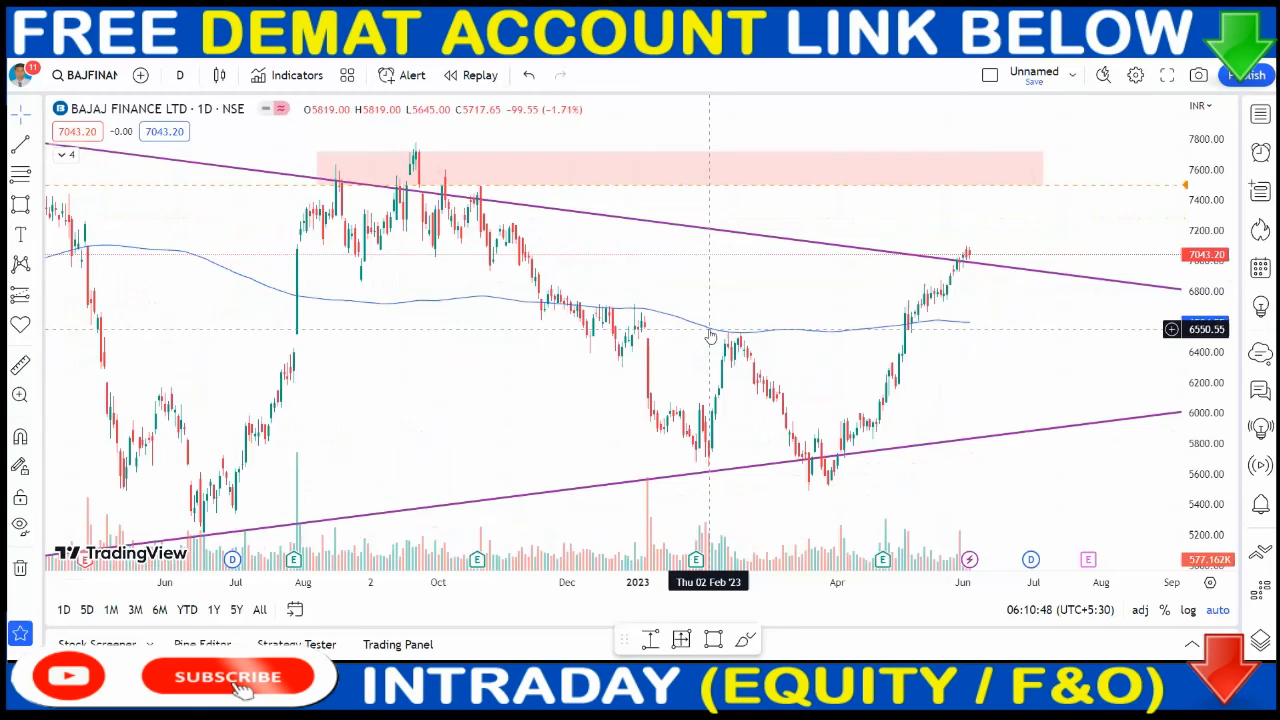 FREE DEMAT ACCOUNT LINK BELOW
11
BAJFINAN
D
Indicators
Alert
Replay
Unnamed
Save
BAJAJ FINANCE LTD · 1D · NSE
O5819.00 H5819.00 L5645.00 C5717.65 -99.55 (-1.71%)
INR
7043.20
-0.00
7043.20
4
7800.00
7600.00
7400.00
7200.00
7043.20
6800.00
6550.55
6400.00
6200.00
6000.00
5800.00
5600.00
5400.00
5200.00
577.162K
TradingView
E
D
E
E
E
E
D
E
Jun
Jul
Aug
2
Oct
Dec
2023
Thu 02 Feb '23
Apr
Jun
Jul
Aug
Sep
1D 5D 1M 3M 6M YTD 1Y 5Y All
06:10:48 (UTC+5:30)
adj % log auto
Stock Screener
Pine Editor
Strategy Tester
Trading Panel
SUBSCRIBE
INTRADAY (EQUITY / F&O)